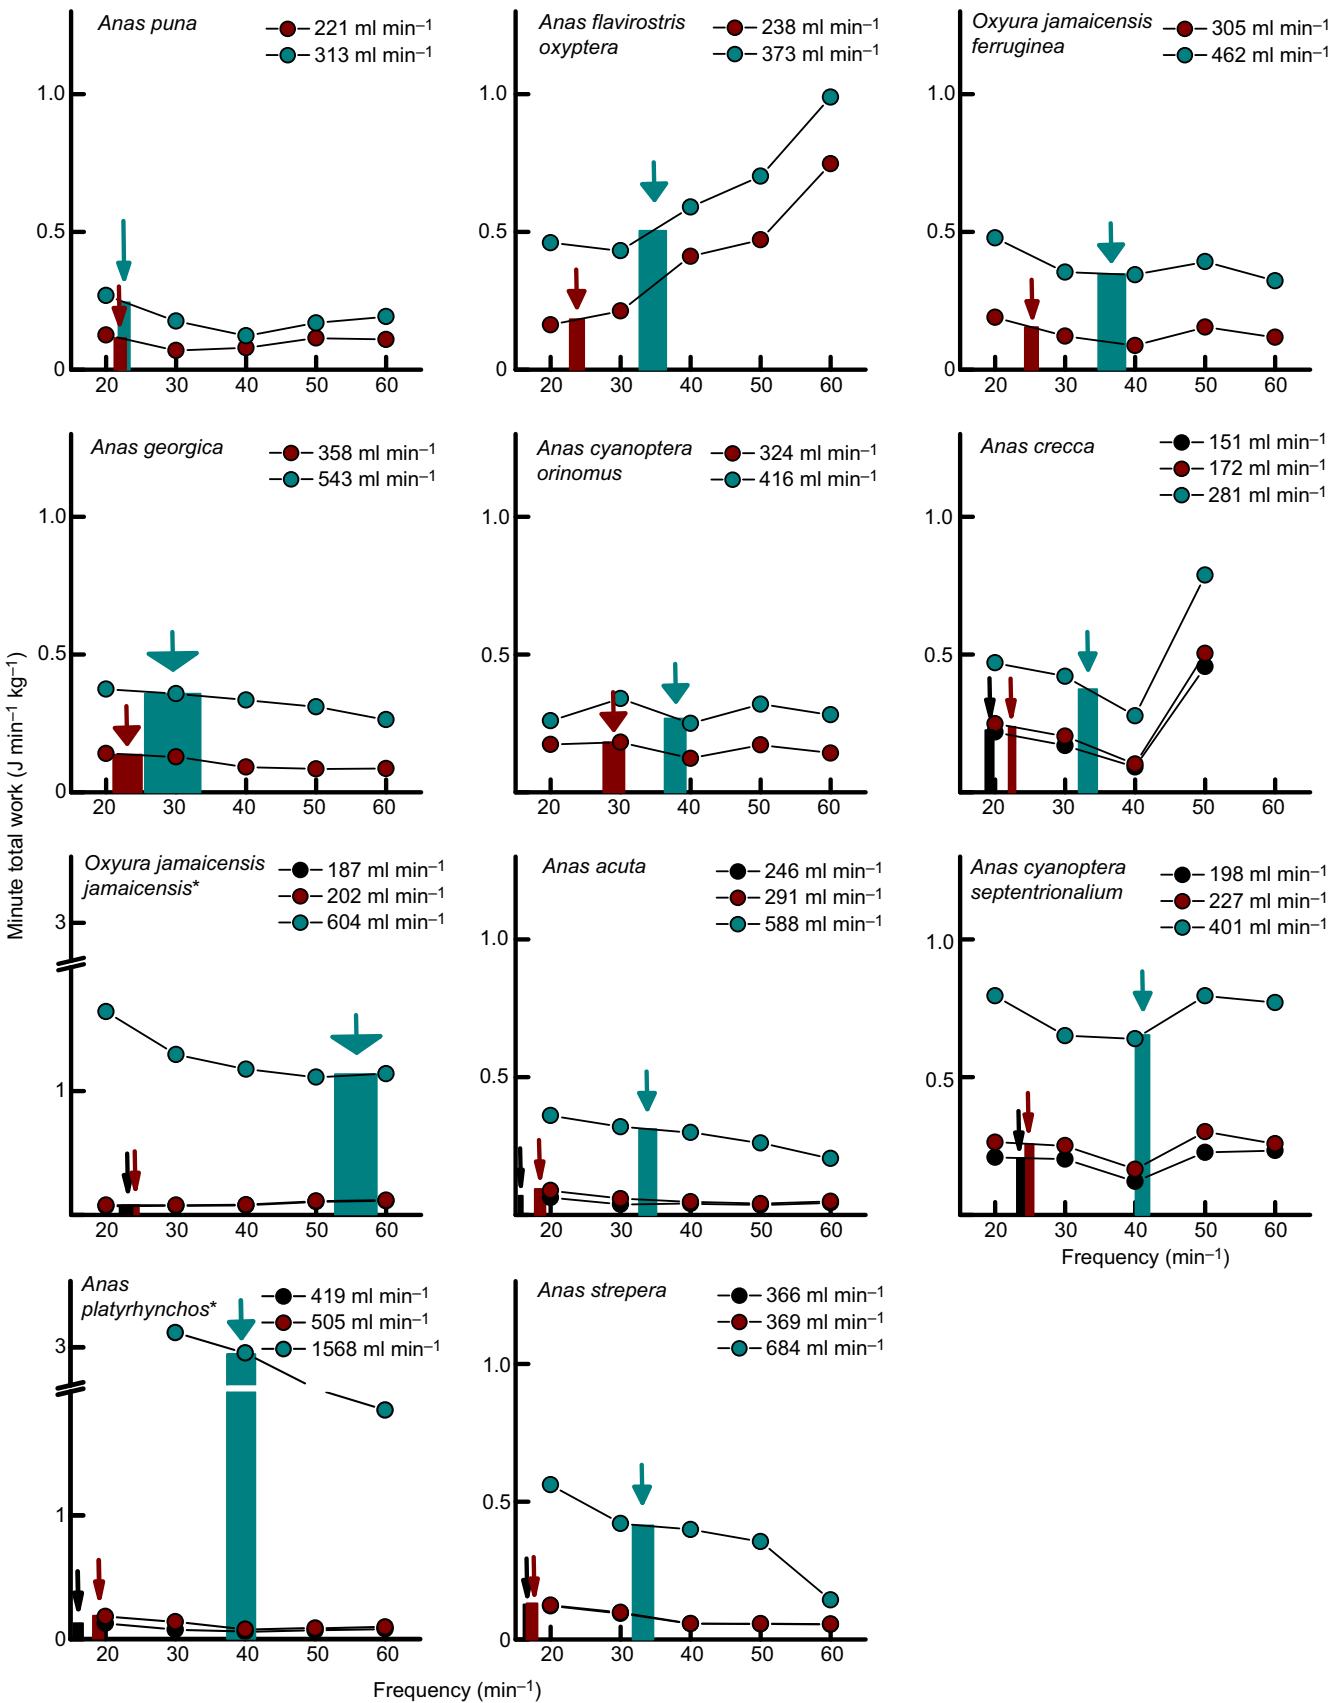 Anas puna
221 ml min–1
313 ml min–1
1.0
0.5
0
20 30 40 50 60
Anas flavirostris
oxyptera
238 ml min–1
373 ml min–1
1.0
0.5
0
20 30 40 50 60
Oxyura jamaicensis
ferruginea
305 ml min–1
462 ml min–1
1.0
0.5
0
20 30 40 50 60
Anas georgica
358 ml min–1
543 ml min–1
1.0
0.5
0
20 30 40 50 60
Anas cyanoptera
orinomus
324 ml min–1
416 ml min–1
1.0
0.5
0
20 30 40 50 60
Anas crecca
151 ml min–1
172 ml min–1
281 ml min–1
1.0
0.5
0
20 30 40 50 60
Minute total work (J min–1 kg–1)
Oxyura jamaicensis
jamaicensis*
187 ml min–1
202 ml min–1
604 ml min–1
3
1
0
20 30 40 50 60
Anas acuta
246 ml min–1
291 ml min–1
588 ml min–1
1.0
0.5
0
20 30 40 50 60
Anas cyanoptera
septentrionalium
198 ml min–1
227 ml min–1
401 ml min–1
1.0
0.5
0
20 30 40 50 60
Frequency (min–1)
Anas
platyrhynchos*
419 ml min–1
505 ml min–1
1568 ml min–1
3
1
0
20 30 40 50 60
Anas strepera
366 ml min–1
369 ml min–1
684 ml min–1
1.0
0.5
0
20 30 40 50 60
Frequency (min–1)